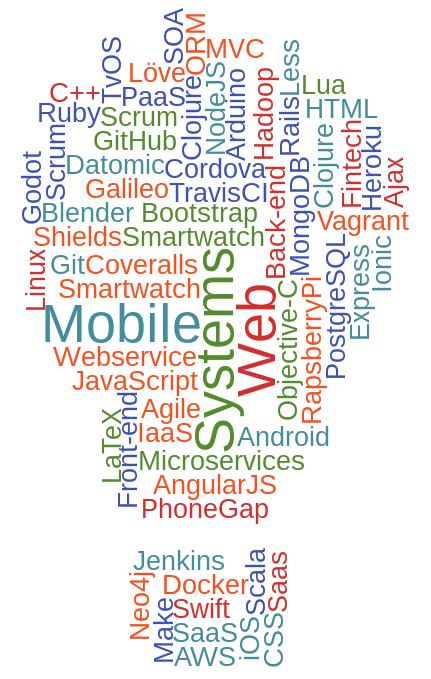 SOA
ORM
MVC
TvOS
Less
Löve
NodeJS
Clojure
Arduino
Hadoop
Lua
C++
PaaS
Rails
HTML
Ruby
Scrum
GitHub
Clojure
Fintech
Heroku
Scrum
Godot
Datomic
Cordova
MongoDB
Ajax
Galileo
TravisCI
Back-end
Blender
Bootstrap
Vagrant
Shields
Smartwatch
PostgreSQL
Ionic
Linux
Git
Coveralls
Systems
Express
Smartwatch
Web
Objective-C
RapsberryPi
Mobile
Webservice
JavaScript
Agile
Front-end
LaTeX
IaaS
Android
Microservices
AngularJS
PhoneGap
Jenkins
Scala
Saas
Neo4j
Docker
Make
Swift
iOS
CSS
SaaS
AWS